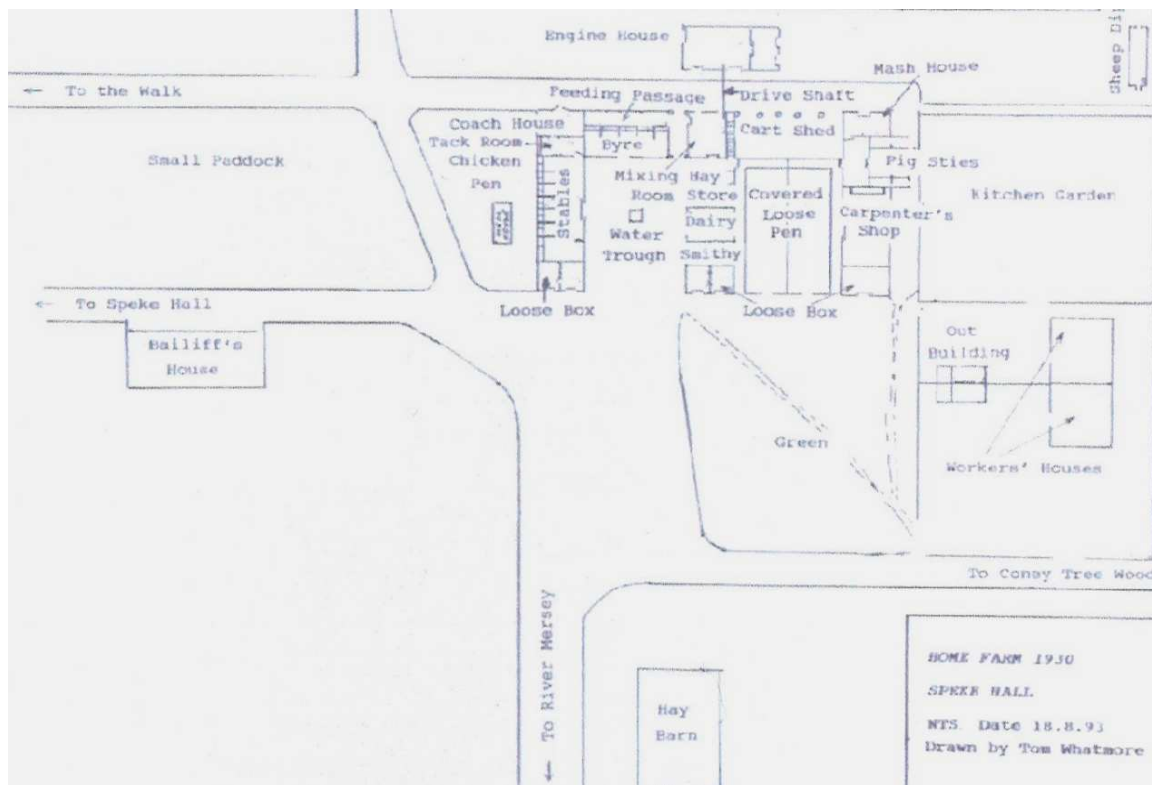 Engine House
Sheep Di
Mash House
← To the Walk
Feeding Passage
Drive Shaft
Coach House
Cart Shed
Tack Room
Byre
Small Paddock
Chicken
Pen
Pig Sties
Mixing Hay
Room Store
Kitchen Garden
Covered
Loose
Pen
Stables
Dairy
Carpenter's
Shop
Water
Trough
Smithy
← To Speke Hall
Loose Box
Loose Box
Bailiff's
House
Out
Building
Green
Workers' Houses
To Coney Tree Wood
← To River Mersey
Hay
Barn
HOME FARM 1930
SPEKE HALL
NTS. Date 18.8.93
Drawn by Tom Whatmore